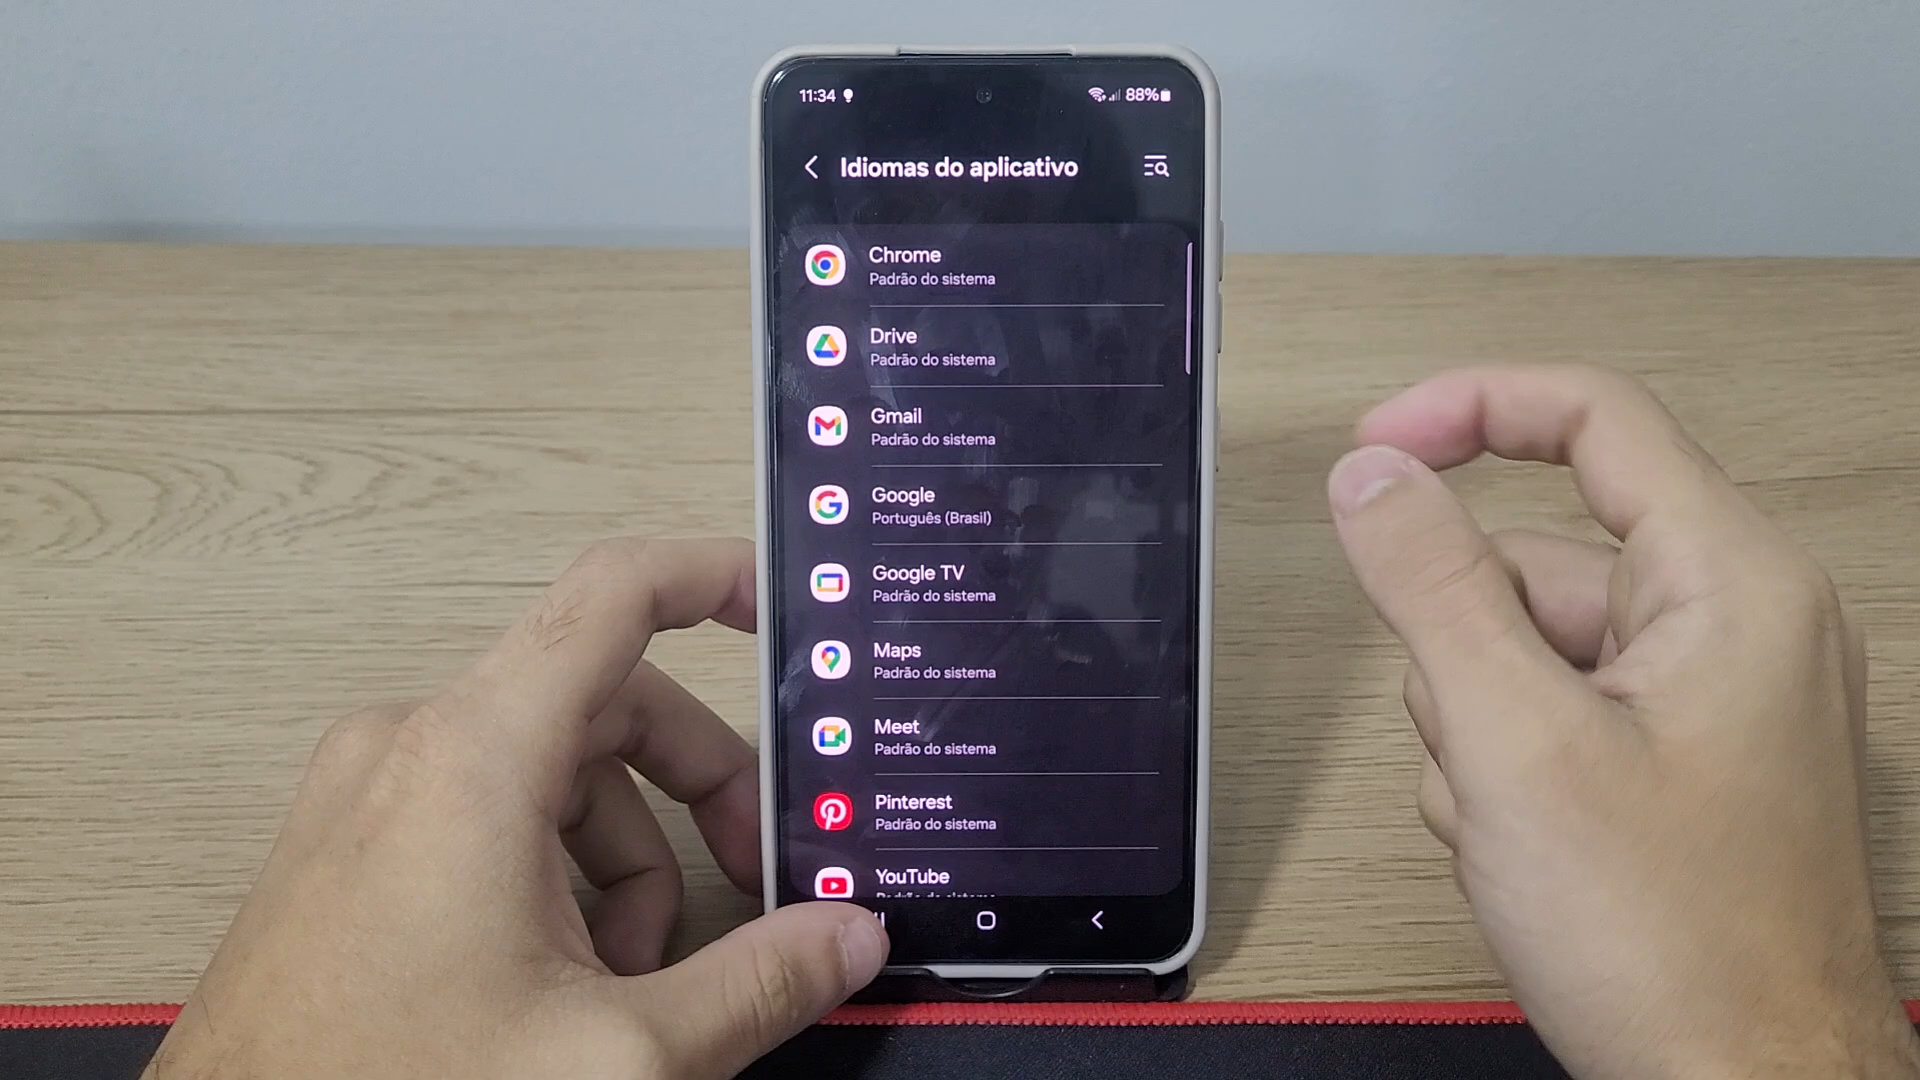 11:34 88%
Idiomas do aplicativo
Chrome
Padrão do sistema
Drive
Padrão do sistema
Gmail
Padrão do sistema
Google
Português (Brasil)
Google TV
Padrão do sistema
Maps
Padrão do sistema
Meet
Padrão do sistema
Pinterest
Padrão do sistema
YouTube